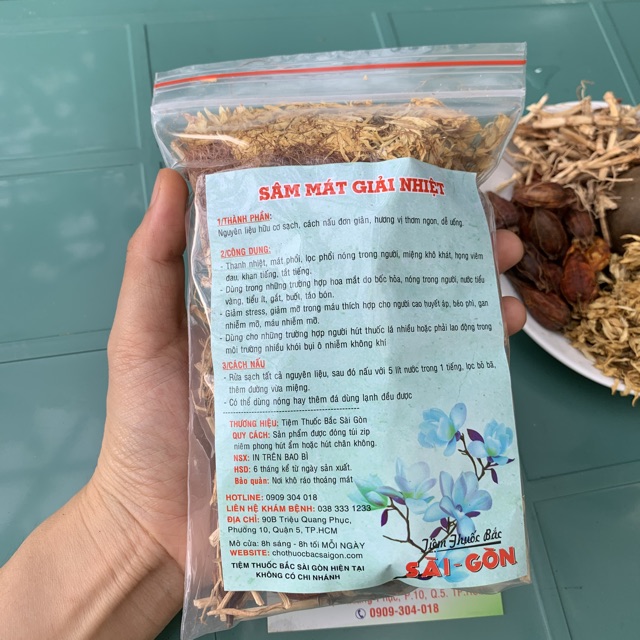 SÂM MÁT GIẢI NHIỆT
1/THÀNH PHẦN:
Nguyên liệu hữu cơ sạch, cách nấu đơn giản, hương vị thơm ngon, dễ uống.
2/CÔNG DỤNG:
- Thanh nhiệt, mát phổi, lọc phổi nóng trong người, miệng khô khát, họng viêm
đau, khan tiếng, tắt tiếng.
- Dùng trong những trường hợp hoa mắt do bốc hỏa, nóng trong người, nước tiểu
vàng, tiểu ít, gắt, buốt, táo bón.
- Giảm stress, giảm mỡ trong máu thích hợp cho người cao huyết áp, béo phì, gan
nhiễm mỡ, máu nhiễm mỡ.
- Dùng cho những trường hợp người hút thuốc lá nhiều hoặc phải lao động trong
môi trường nhiều khói bụi ô nhiễm không khí
3/CÁCH NẤU
- Rửa sạch tất cả nguyên liệu, sau đó nấu với 5 lít nước trong 1 tiếng, lọc bỏ bã,
thêm đường vừa miệng.
- Có thể dùng nóng hay thêm đá dùng lạnh đều được
THƯƠNG HIỆU: Tiệm Thuốc Bắc Sài Gòn
QUY CÁCH: Sản phẩm được đóng túi zip
niêm phong hút ẩm hoặc hút chân không.
NSX: IN TRÊN BAO BÌ
HSD: 6 tháng kể từ ngày sản xuất.
Bảo quản: Nơi khô ráo thoáng mát
HOTLINE: 0909 304 018
LIÊN HỆ KHÁM BỆNH: 038 333 1233
ĐỊA CHỈ: 90B Triệu Quang Phục,
Phường 10, Quận 5, TP.HCM
Mở cửa: 8h sáng - 8h tối MỖI NGÀY
WEBSITE: chothuocbacsaigon.com
TIỆM THUỐC BẮC SÀI GÒN HIỆN TẠI
KHÔNG CÓ CHI NHÁNH
Tiệm Thuốc Bắc
SÀI-GÒN
P.10, Q.5. TP.
0909-304-018